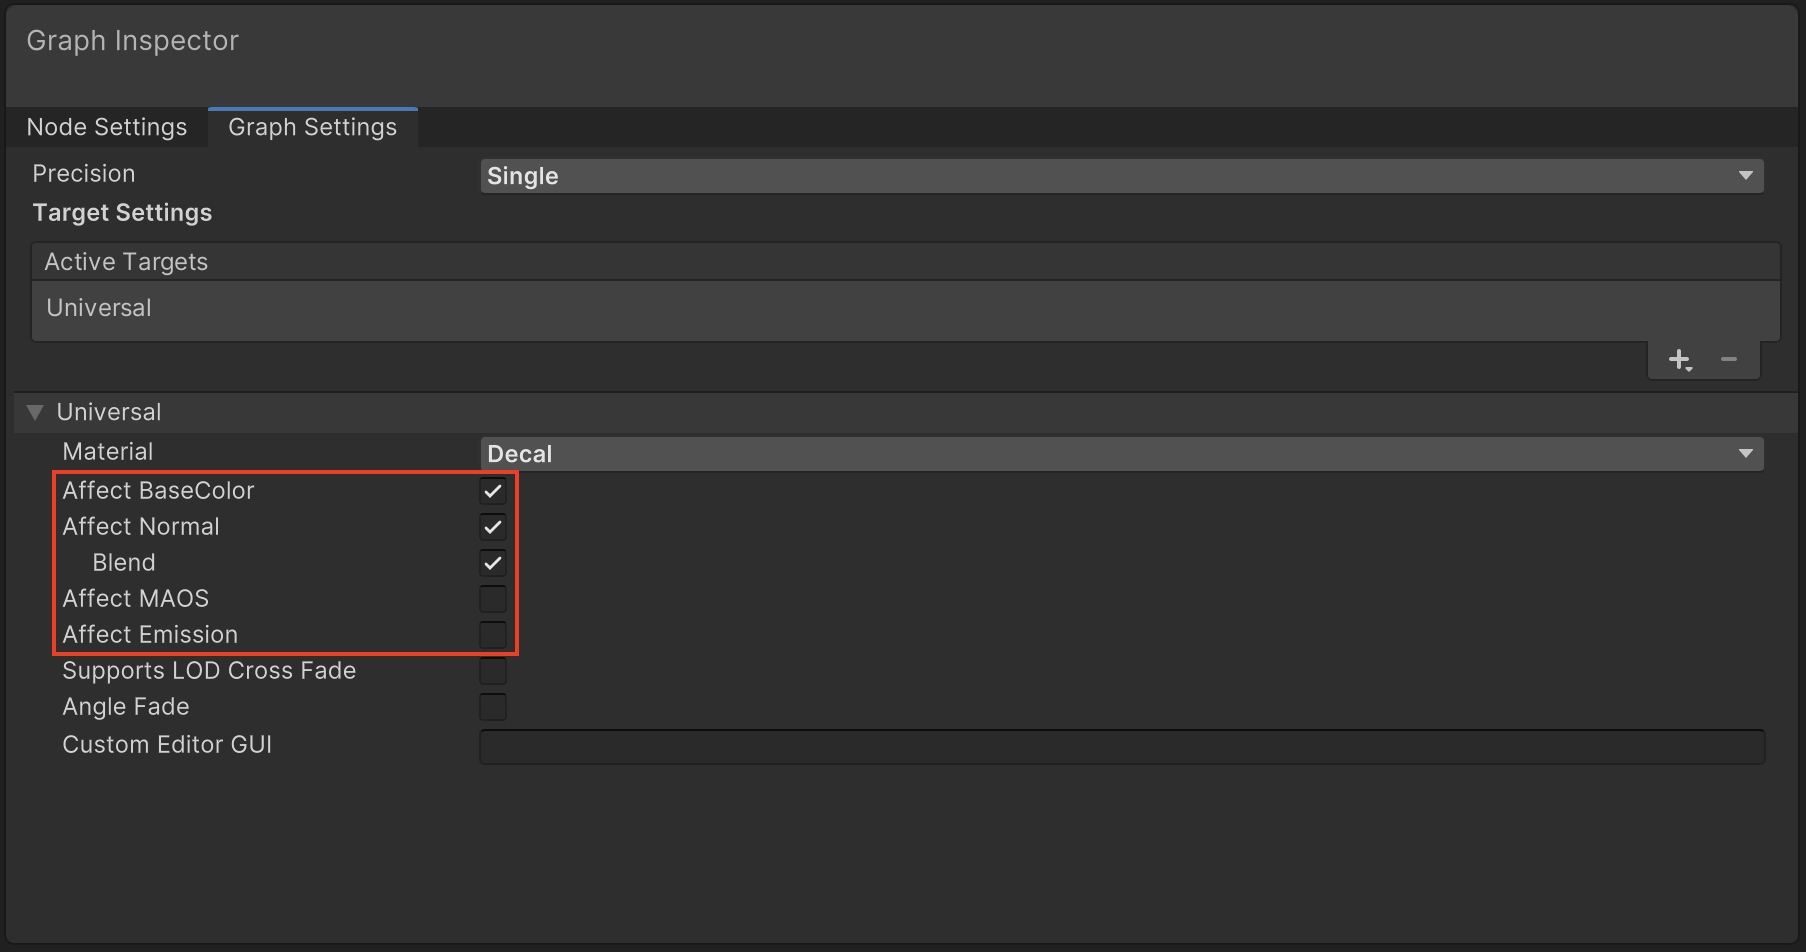 Graph Inspector
Node Settings Graph Settings
Precision Single
Target Settings
Active Targets
Universal
Universal
Material Decal
Affect BaseColor
Affect Normal
Blend
Affect MAOS
Affect Emission
Supports LOD Cross Fade
Angle Fade
Custom Editor GUI